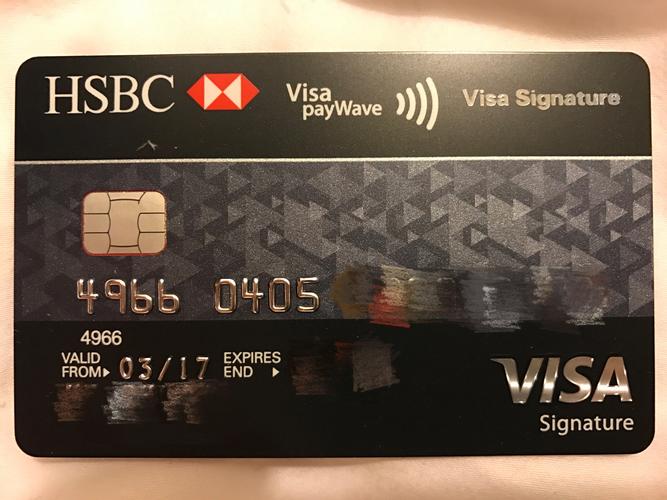 HSBC
Visa payWave
Visa Signature
4966 0405
4966
VALID FROM 03/17 EXPIRES END
VISA
Signature